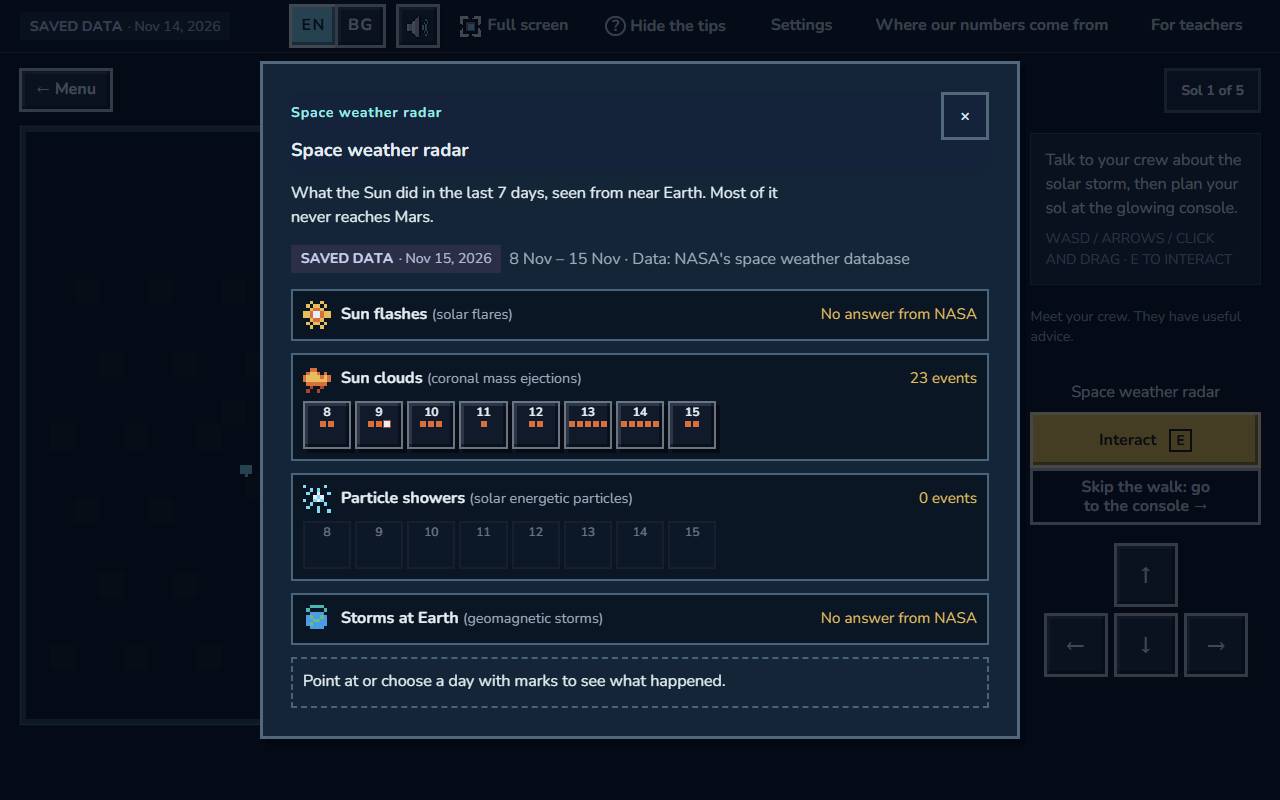 SAVED DATA · Nov 14, 2026
EN
BG
Full screen
? Hide the tips
Settings
Where our numbers come from
For teachers
← Menu
Sol 1 of 5
Space weather radar
×
Space weather radar
What the Sun did in the last 7 days, seen from near Earth. Most of it
never reaches Mars.
SAVED DATA · Nov 15, 2026 8 Nov – 15 Nov · Data: NASA's space weather database
Sun flashes (solar flares) No answer from NASA
Sun clouds (coronal mass ejections) 23 events
8 9 10 11 12 13 14 15
Particle showers (solar energetic particles) 0 events
8 9 10 11 12 13 14 15
Storms at Earth (geomagnetic storms) No answer from NASA
Point at or choose a day with marks to see what happened.
Talk to your crew about the
solar storm, then plan your
sol at the glowing console.
WASD / ARROWS / CLICK
AND DRAG · E TO INTERACT
Meet your crew. They have useful
advice.
Space weather radar
Interact E
Skip the walk: go
to the console →
↑
← ↓ →